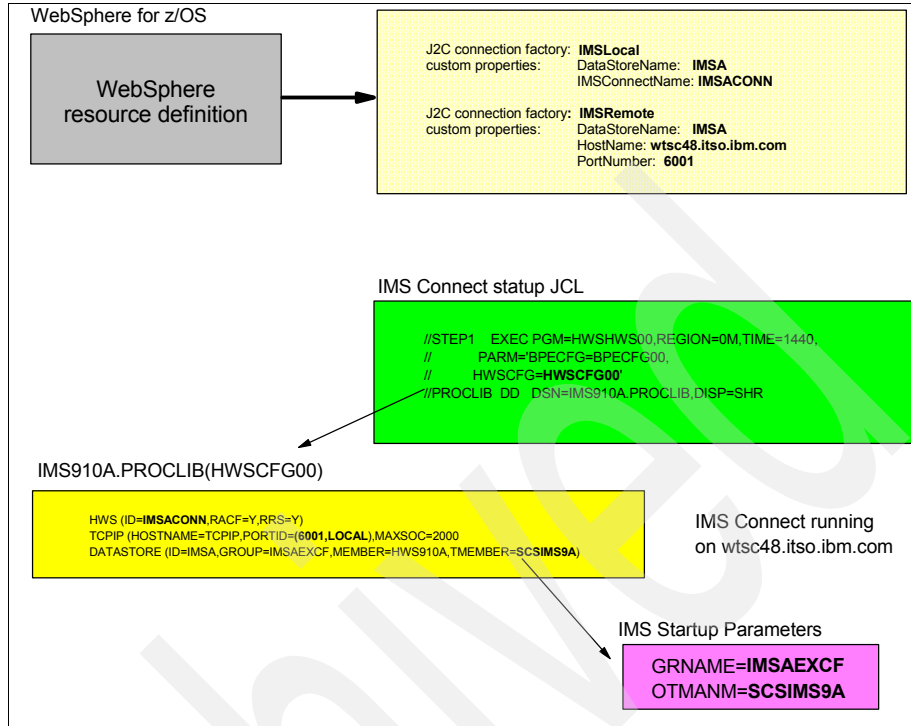 WebSphere for z/OS
WebSphere
resource definition
J2C connection factory: IMSLocal
custom properties: DataStoreName: IMSA
IMSConnectName: IMSACONN
J2C connection factory: IMSRemote
custom properties: DataStoreName: IMSA
HostName: wtsc48.itso.ibm.com
PortNumber: 6001
IMS Connect statup JCL
//STEP1 EXEC PGM=HWSHWS00,REGION=0M,TIME=1440,
// PARM='BPECFG=BPECFG00,
// HWSCFG=HWSCFG00'
//PROCLIB DD DSN=IMS910A.PROCLIB,DISP=SHR
IMS910A.PROCLIB(HWSCFG00)
HWS (ID=IMSACONN,RACF=Y,RRS=Y)
TCPIP (HOSTNAME=TCPIP,PORTID=(6001,LOCAL),MAXSOC=2000
DATASTORE (ID=IMSA,GROUP=IMSAEXCF,MEMBER=HWS910A,TMEMBER=SCSIMS9A)
IMS Connect running
on wtsc48.itso.ibm.com
IMS Startup Parameters
GRNAME=IMSAEXCF
OTMANM=SCSIMS9A